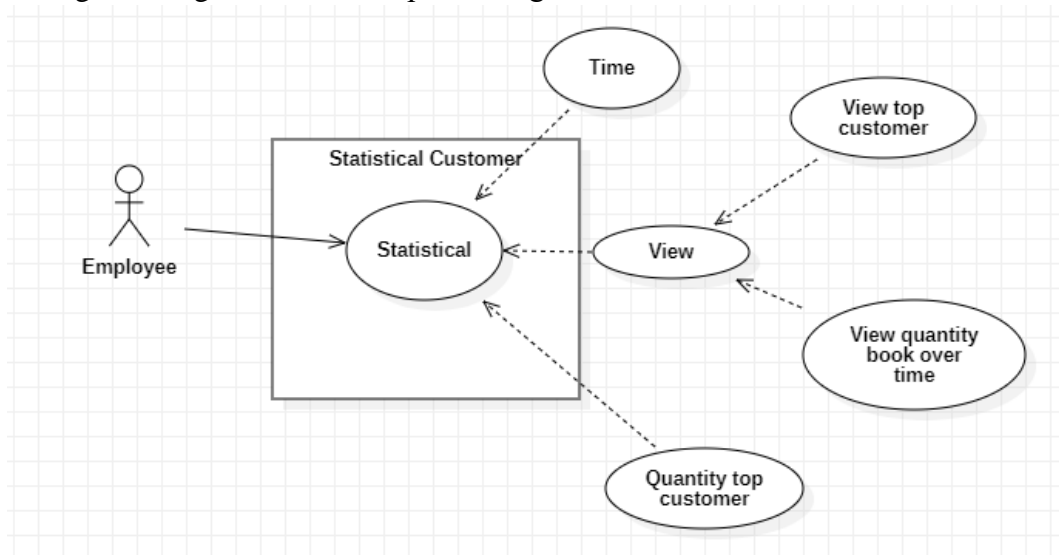 Time
View top
customer
Statistical Customer
Statistical
View
Employee
View quantity
book over
time
Quantity top
customer